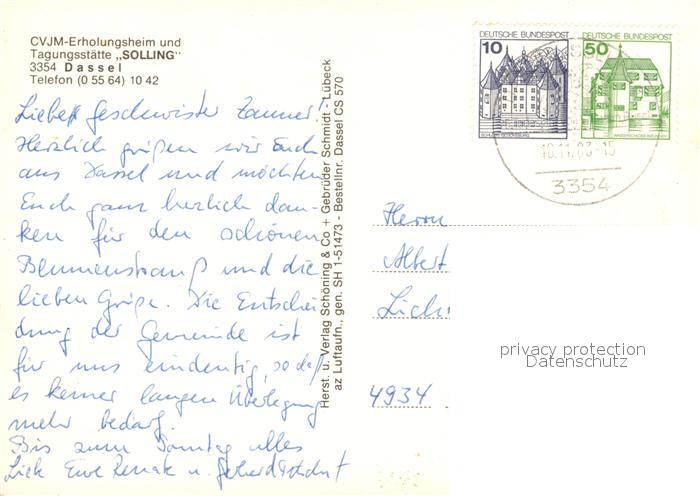 CVJM-Erholungsheim und
Tagungsstätte „SOLLING"
3354 Dassel
Telefon (0 55 64) 10 42
Geschwister
Herzlich grüßen wir Euch
aus Dassel und möchten
Euch ganz herzlich dan-
ken für den schönen
Blumenstrauß und die
lieben Grüße. Die Entschei
dung der Gemeinde ist
für uns eindeutig, so daß
es keiner langen Überlegung
mehr bedarf.
Bis zum Sonntag alles
Eure Renate u. Gerhard
Herst. u. Verlag Schöning & Co + Gebrüder Schmidt - Lübeck
az Luftaufn., gen. SH 1-51473 - Bestellnr. Dassel CS 570
10 DEUTSCHE BUNDESPOST
50 DEUTSCHE BUNDESPOST
3354
Herrn
Albert
4934
privacy protection
Datenschutz